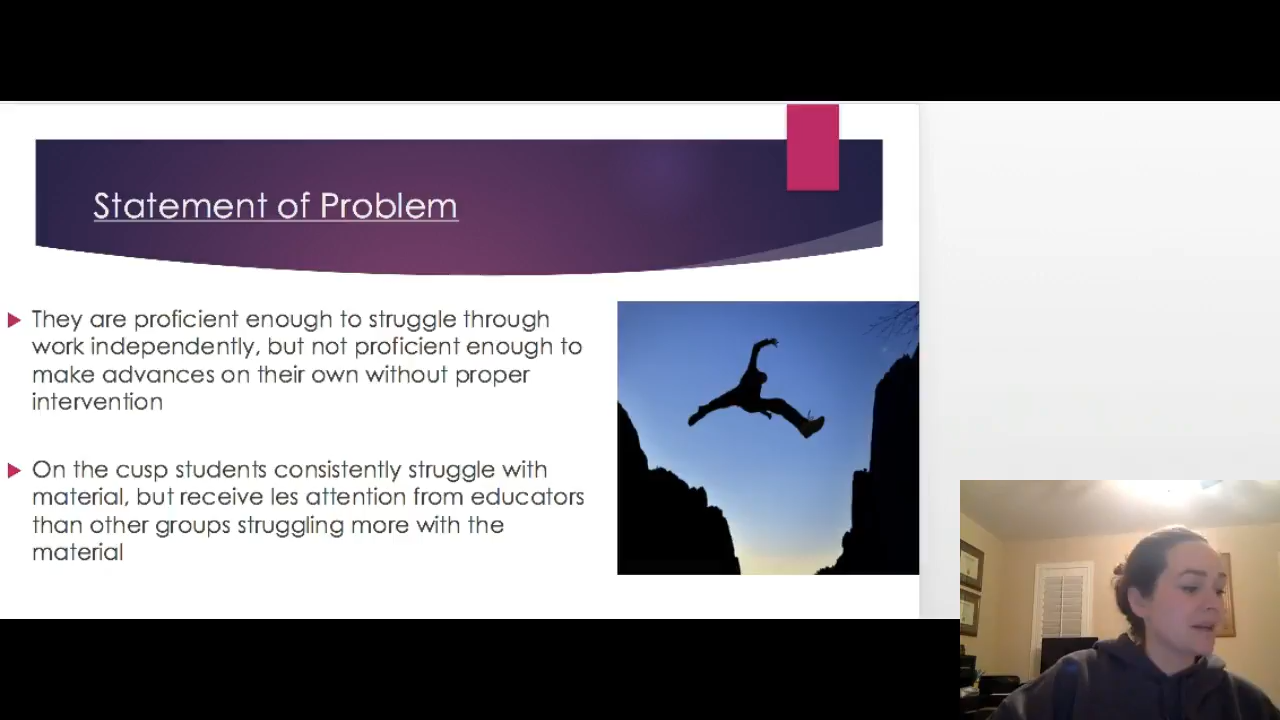 Statement of Problem
They are proficient enough to struggle through
work independently, but not proficient enough to
make advances on their own without proper
intervention
On the cusp students consistently struggle with
material, but receive les attention from educators
than other groups struggling more with the
material